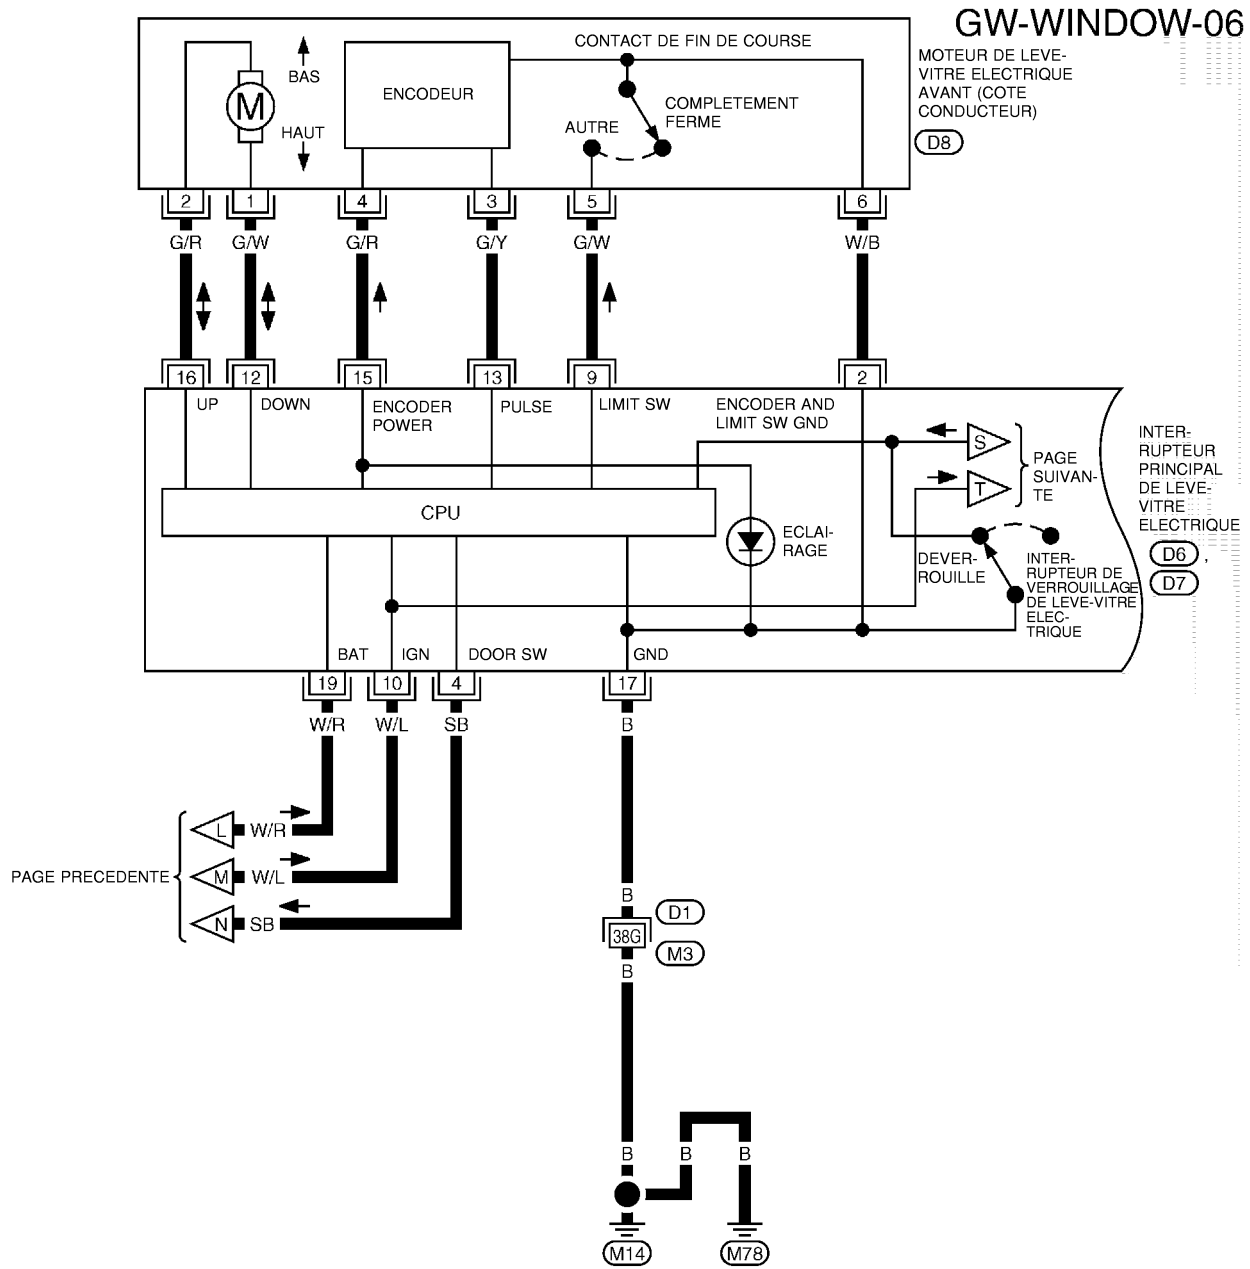 GW-WINDOW-06
CONTACT DE FIN DE COURSE
MOTEUR DE LEVE-
VITRE ELECTRIQUE
AVANT (COTE
CONDUCTEUR)
D8
BAS
M
HAUT
ENCODEUR
COMPLETEMENT
FERME
AUTRE
2 1 4 3 5 6
G/R G/W G/R G/Y G/W W/B
16 12 15 13 9 2
UP DOWN
ENCODER
POWER
PULSE
LIMIT SW
ENCODER AND
LIMIT SW GND
S
T
PAGE
SUIVAN-
TE
INTER-
RUPTEUR
PRINCIPAL
DE LEVE-
VITRE
ELECTRIQUE
D6 ,
D7
CPU
ECLAI-
RAGE
DEVER-
ROUILLE
INTER-
RUPTEUR DE
VERROUILLAGE
DE LEVE-VITRE
ELEC-
TRIQUE
BAT IGN DOOR SW GND
19 10 4 17
W/R W/L SB B
PAGE PRECEDENTE
L W/R
M W/L
N SB
B
D1
38G
M3
B
B B B
M14 M78